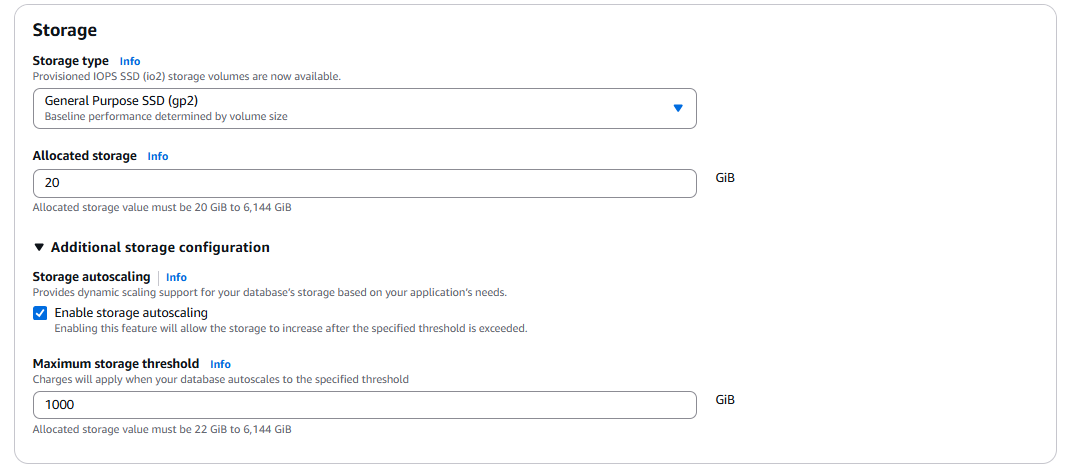 Storage
Storage type Info
Provisioned IOPS SSD (io2) storage volumes are now available.
General Purpose SSD (gp2)
Baseline performance determined by volume size
Allocated storage Info
20 GiB
Allocated storage value must be 20 GiB to 6,144 GiB
Additional storage configuration
Storage autoscaling Info
Provides dynamic scaling support for your database's storage based on your application's needs.
Enable storage autoscaling
Enabling this feature will allow the storage to increase after the specified threshold is exceeded.
Maximum storage threshold Info
Charges will apply when your database autoscales to the specified threshold
1000 GiB
Allocated storage value must be 22 GiB to 6,144 GiB